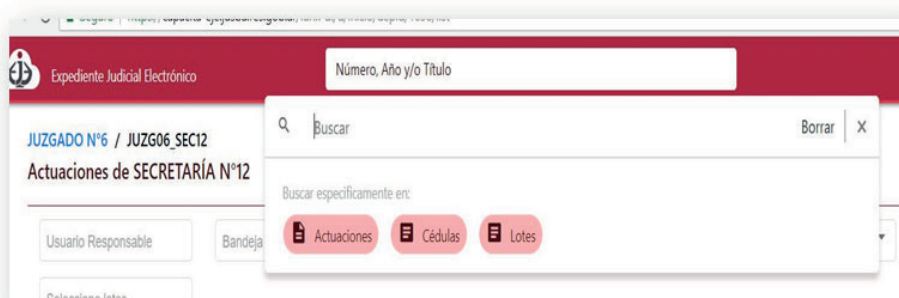 Expediente Judicial Electrónico
Número, Año y/o Título
JUZGADO N°6 / JUZG06_SEC12
Buscar
Borrar
X
Actuaciones de SECRETARÍA N°12
Buscar especificamente en:
Actuaciones
Cédulas
Lotes
Usuario Responsable
Bandeja